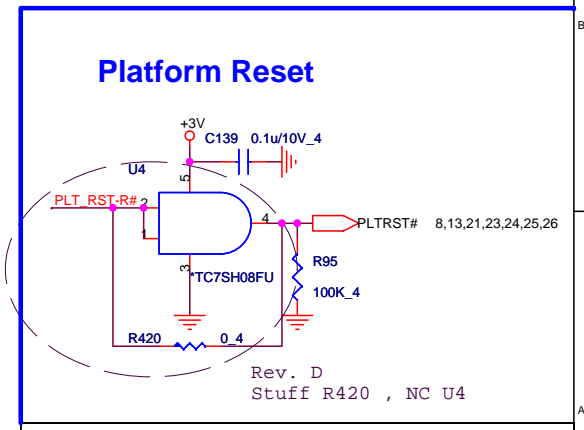 Platform Reset
B
+3V
C139 0.1u/10V_4
U4
5
PLT_RST-R# 2
4
PLTRST# 8,13,21,23,24,25,26
1
3
*TC7SH08FU
R95
100K_4
R420 0_4
Rev. D
Stuff R420 , NC U4
A